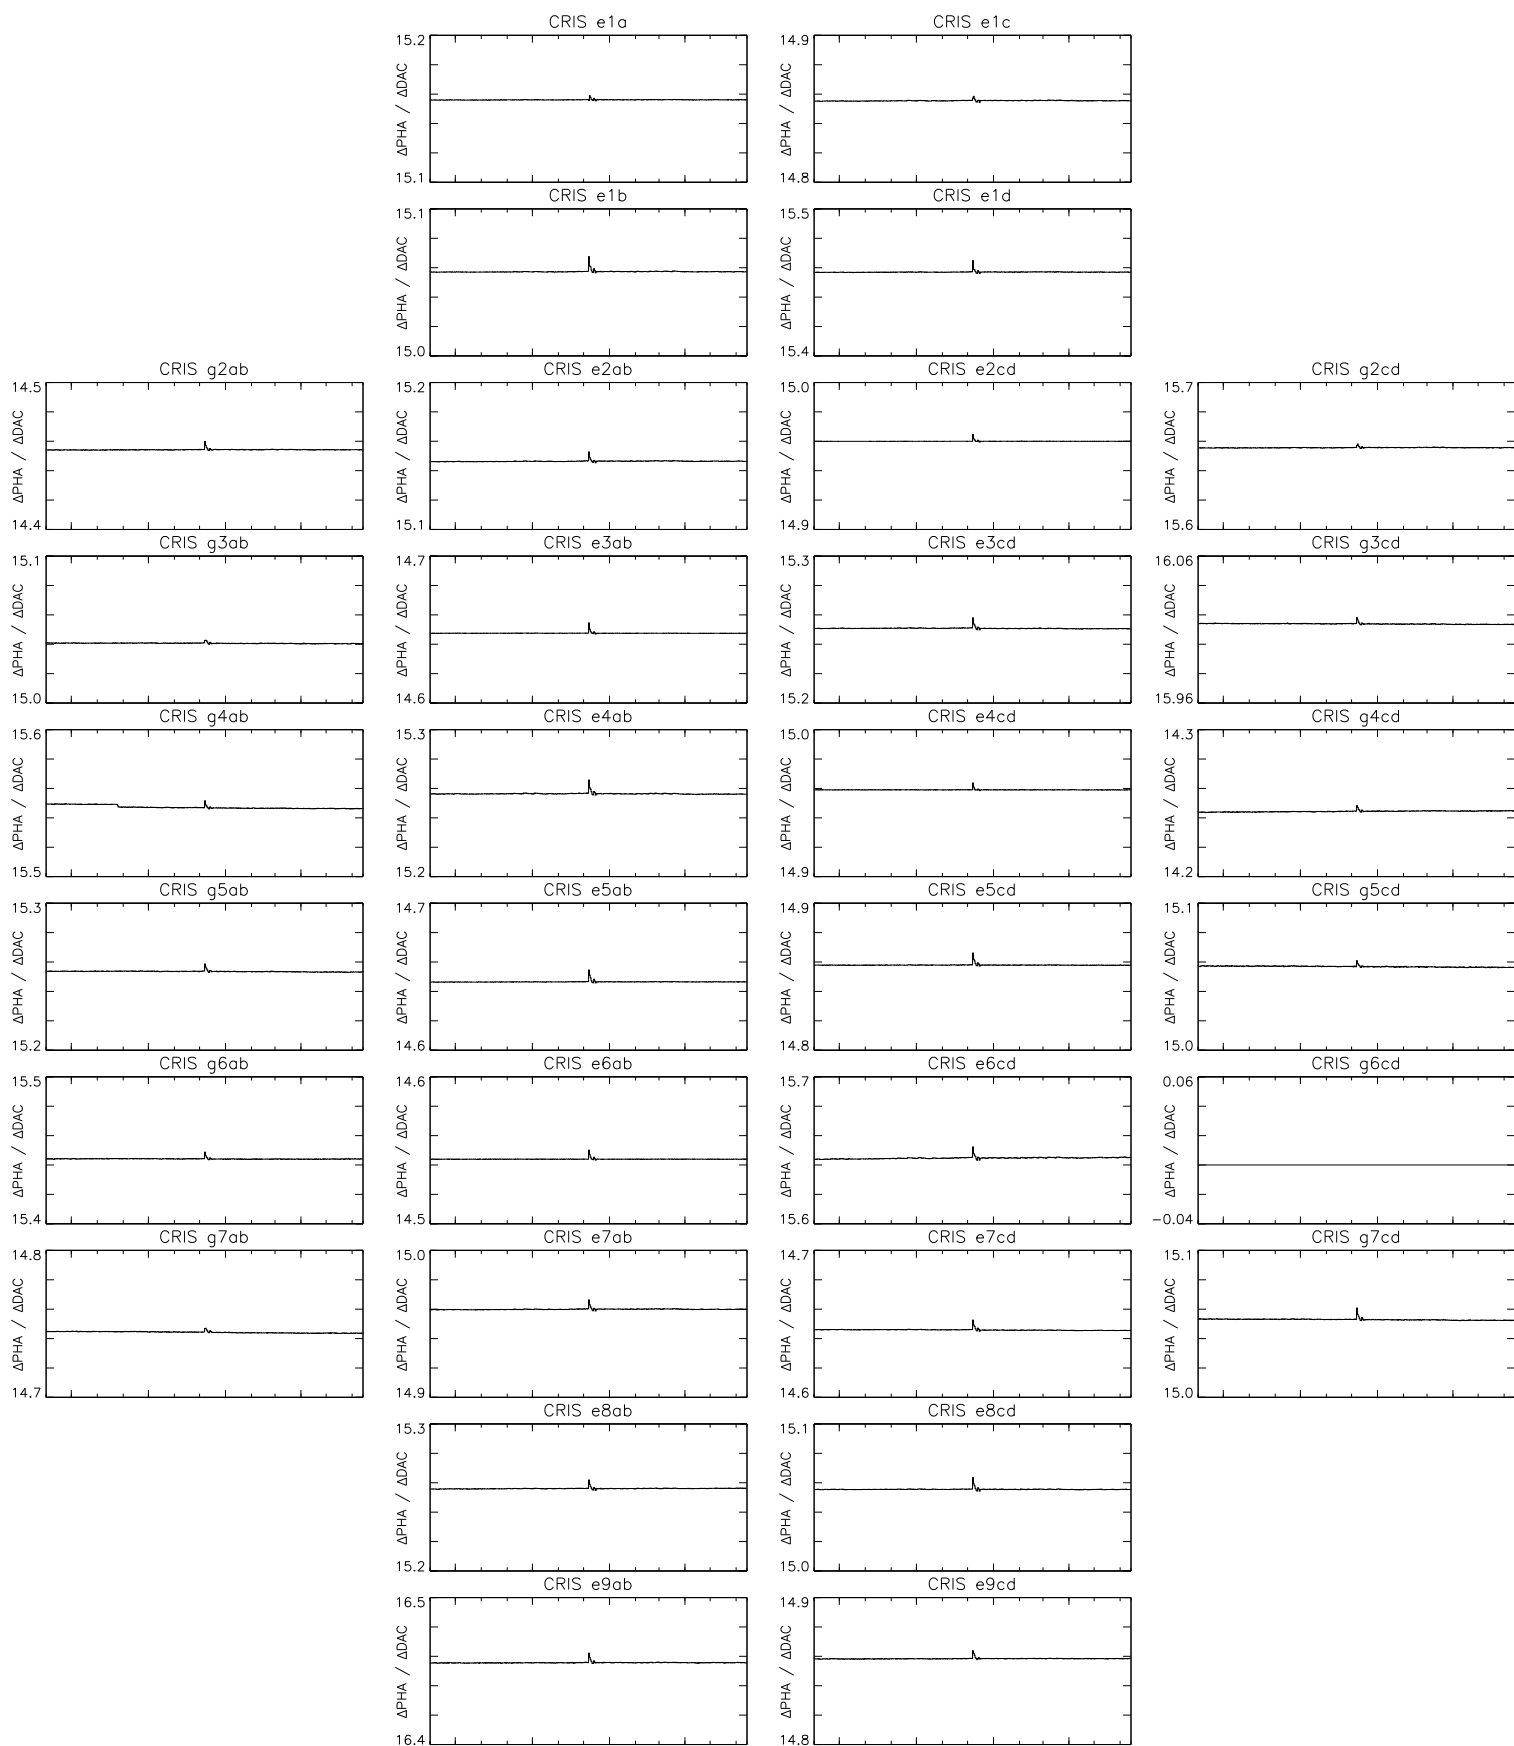 CRIS e1a
15.2
ΔPHA / ΔDAC
15.1
CRIS e1c
14.9
ΔPHA / ΔDAC
14.8
CRIS e1b
15.1
ΔPHA / ΔDAC
15.0
CRIS e1d
15.5
ΔPHA / ΔDAC
15.4
CRIS g2ab
14.5
ΔPHA / ΔDAC
14.4
CRIS e2ab
15.2
ΔPHA / ΔDAC
15.1
CRIS e2cd
15.0
ΔPHA / ΔDAC
14.9
CRIS g2cd
15.7
ΔPHA / ΔDAC
15.6
CRIS g3ab
15.1
ΔPHA / ΔDAC
15.0
CRIS e3ab
14.7
ΔPHA / ΔDAC
14.6
CRIS e3cd
15.3
ΔPHA / ΔDAC
15.2
CRIS g3cd
16.06
ΔPHA / ΔDAC
15.96
CRIS g4ab
15.6
ΔPHA / ΔDAC
15.5
CRIS e4ab
15.3
ΔPHA / ΔDAC
15.2
CRIS e4cd
15.0
ΔPHA / ΔDAC
14.9
CRIS g4cd
14.3
ΔPHA / ΔDAC
14.2
CRIS g5ab
15.3
ΔPHA / ΔDAC
15.2
CRIS e5ab
14.7
ΔPHA / ΔDAC
14.6
CRIS e5cd
14.9
ΔPHA / ΔDAC
14.8
CRIS g5cd
15.1
ΔPHA / ΔDAC
15.0
CRIS g6ab
15.5
ΔPHA / ΔDAC
15.4
CRIS e6ab
14.6
ΔPHA / ΔDAC
14.5
CRIS e6cd
15.7
ΔPHA / ΔDAC
15.6
CRIS g6cd
0.06
ΔPHA / ΔDAC
−0.04
CRIS g7ab
14.8
ΔPHA / ΔDAC
14.7
CRIS e7ab
15.0
ΔPHA / ΔDAC
14.9
CRIS e7cd
14.7
ΔPHA / ΔDAC
14.6
CRIS g7cd
15.1
ΔPHA / ΔDAC
15.0
CRIS e8ab
15.3
ΔPHA / ΔDAC
15.2
CRIS e8cd
15.1
ΔPHA / ΔDAC
15.0
CRIS e9ab
16.5
ΔPHA / ΔDAC
16.4
CRIS e9cd
14.9
ΔPHA / ΔDAC
14.8